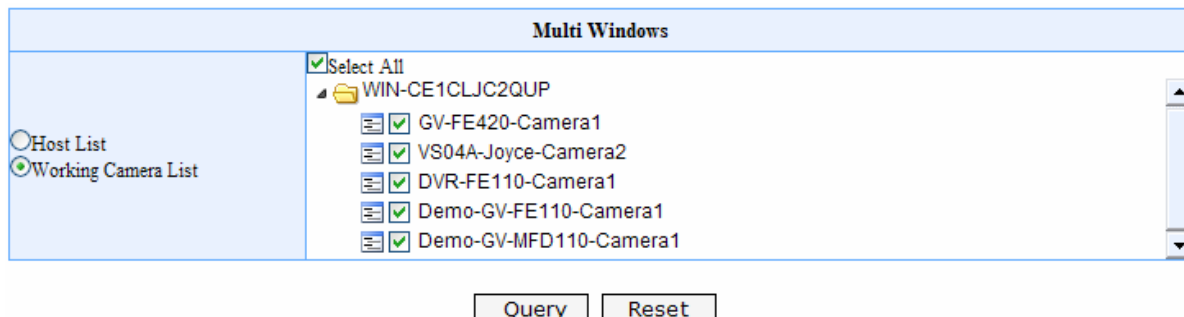 Multi Windows
Select All
WIN-CE1CLJC2QUP
GV-FE420-Camera1
Host List
VS04A-Joyce-Camera2
Working Camera List
DVR-FE110-Camera1
Demo-GV-FE110-Camera1
Demo-GV-MFD110-Camera1
Query Reset